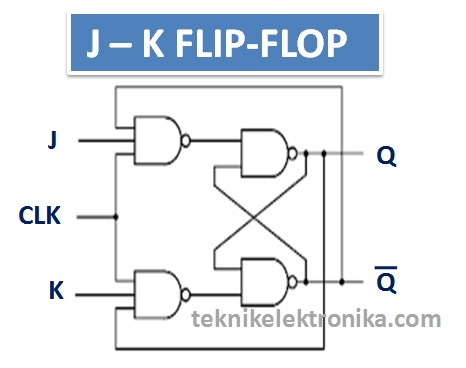 J – K FLIP-FLOP
J
Q
CLK
K
Q̅
teknikelektronika.com